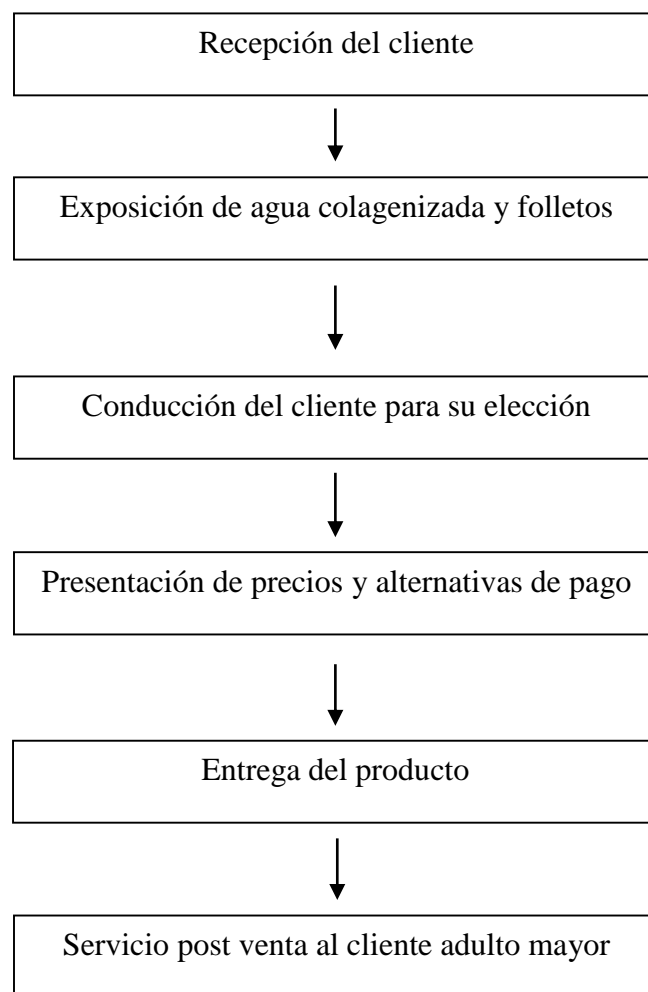 Recepción del cliente
Exposición de agua colagenizada y folletos
Conducción del cliente para su elección
Presentación de precios y alternativas de pago
Entrega del producto
Servicio post venta al cliente adulto mayor